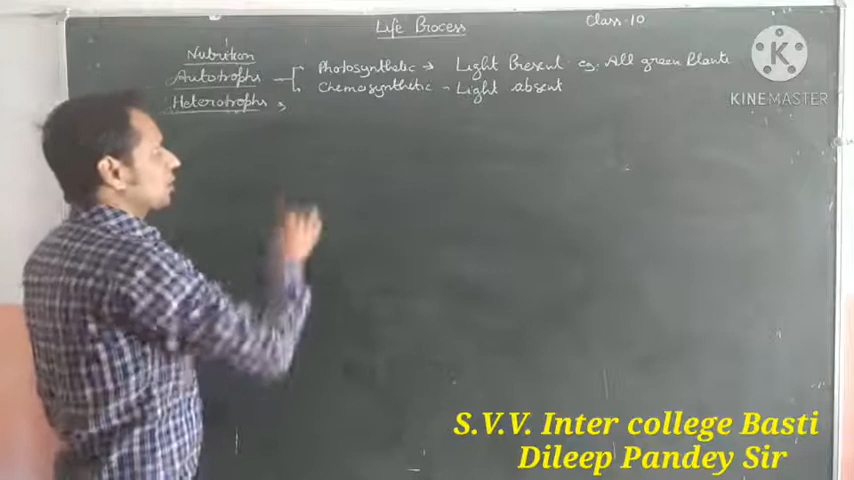 Life Process Class-10
Nutrition
Autotrophs Photosynthetic → Light Present eg. All green Plants
Chemosynthetic - Light absent
Heterotrophs
K
KINEMASTER
S.V.V. Inter college Basti
Dileep Pandey Sir